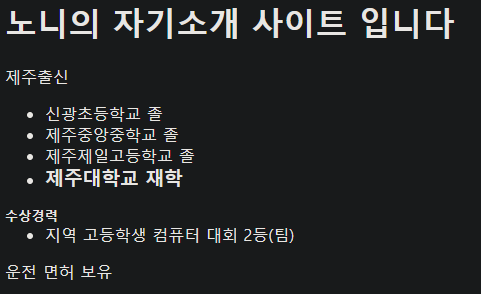 노니의 자기소개 사이트 입니다
제주출신
신광초등학교 졸
제주중앙중학교 졸
제주제일고등학교 졸
제주대학교 재학
수상경력
지역 고등학생 컴퓨터 대회 2등(팀)
운전 면허 보유